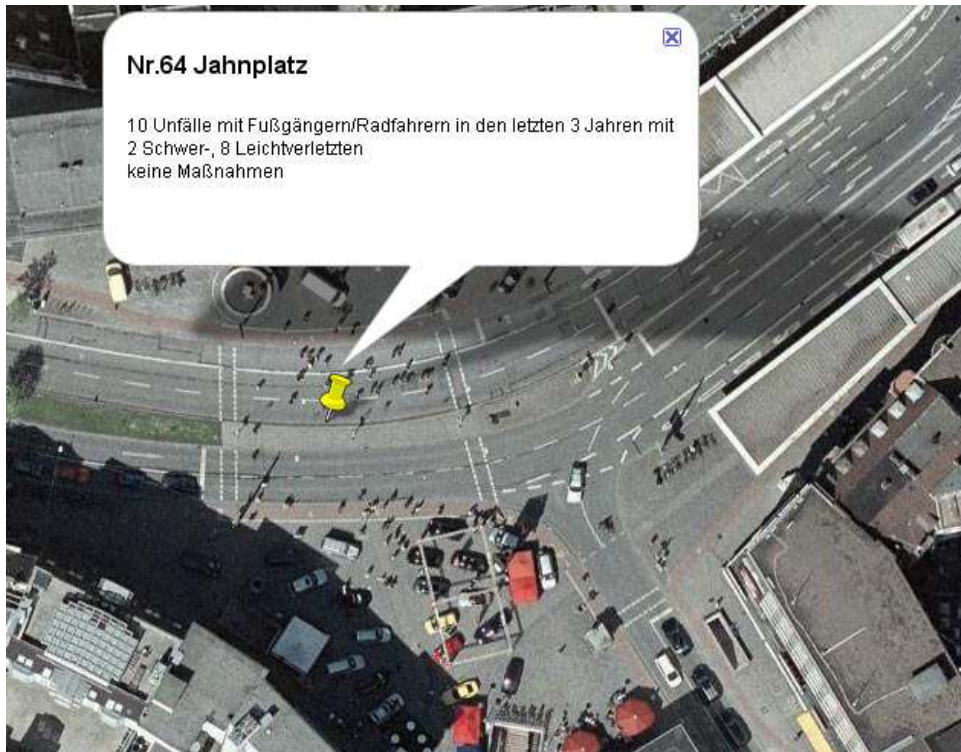 Nr.64 Jahnplatz
10 Unfälle mit Fußgängern/Radfahrern in den letzten 3 Jahren mit
2 Schwer-, 8 Leichtverletzten
keine Maßnahmen